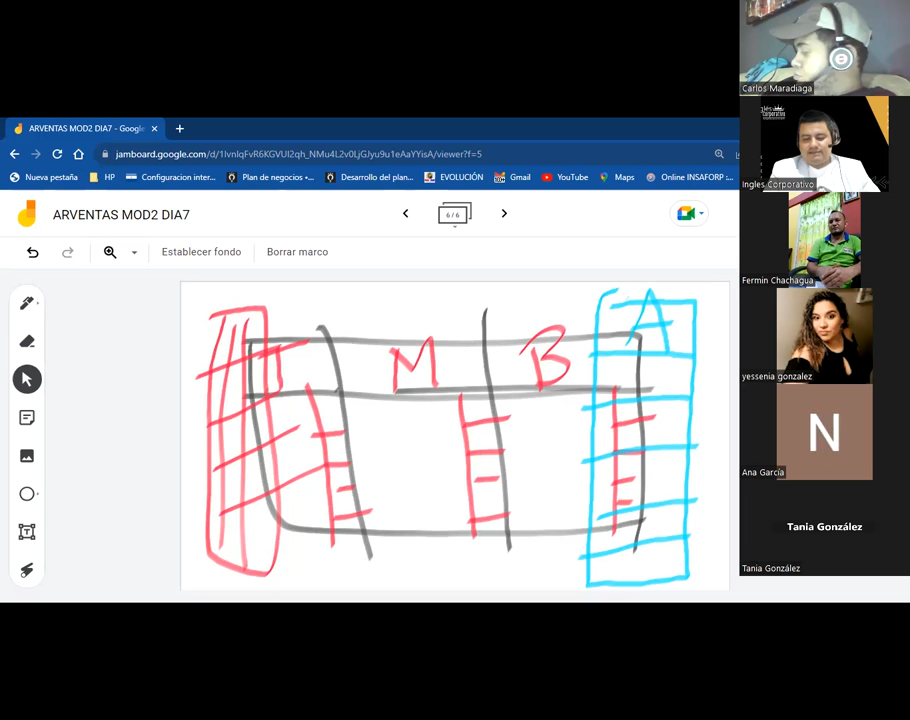 ARVENTAS MOD2 DIA7 - Google
jamboard.google.com/d/1lvnlqFvR6KGVUI2qh_NMu4L2v0LjGJyu9u1eAaYYisA/viewer?f=5
Nueva pestaña
HP
Configuracion inter...
Plan de negocios •...
Desarrollo del plan...
EVOLUCIÓN
Gmail
YouTube
Maps
Online INSAFORP |...
ARVENTAS MOD2 DIA7
6 / 6
Establecer fondo
Borrar marco
M
B
A
Carlos Maradiaga
Ingles Corporativo
Fermin Chachagua
yessenia gonzalez
N
Ana García
Tania González
Tania González